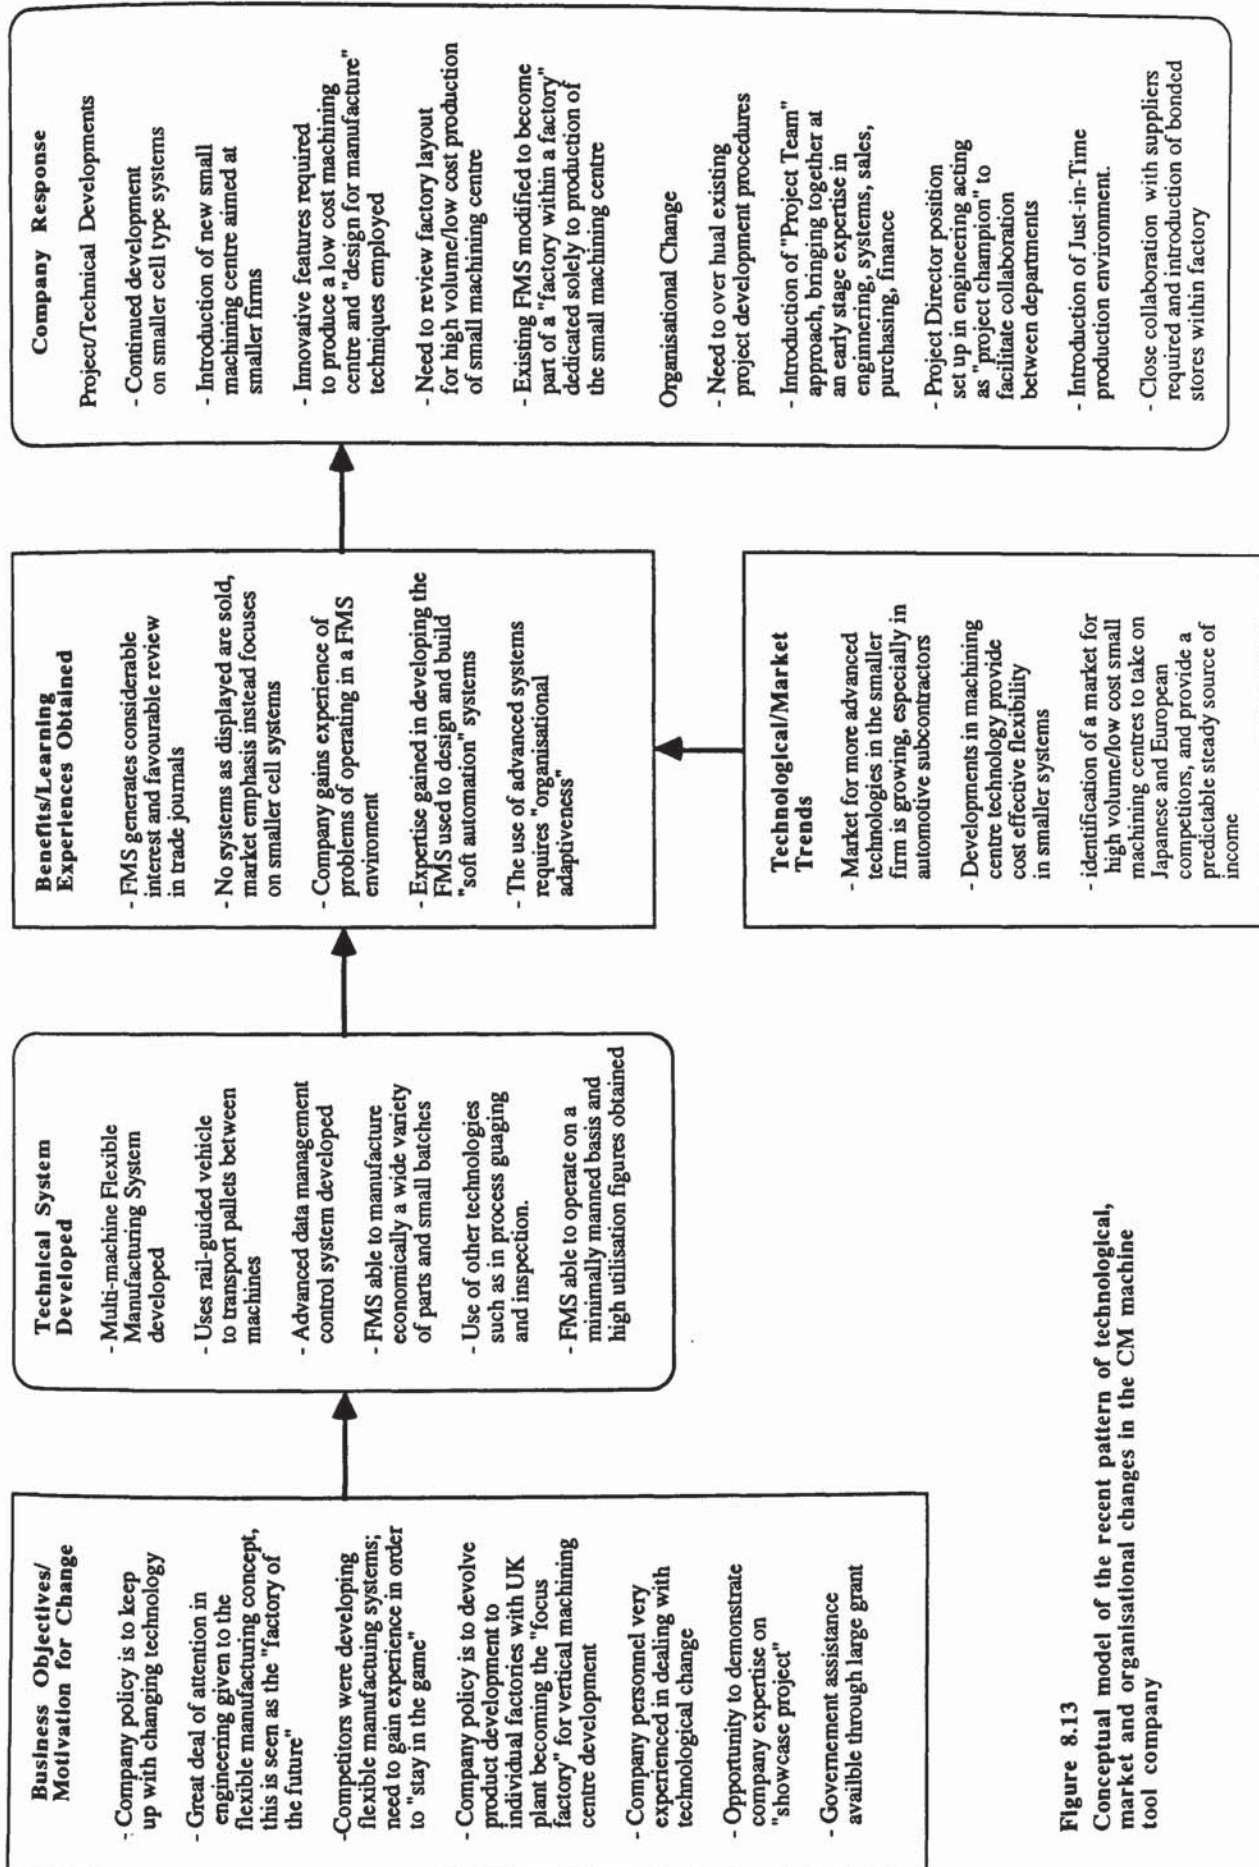 Business Objectives/
Motivation for Change
- Company policy is to keep
up with changing technology
- Great deal of attention in
engineering given to the
flexible manufacturing concept,
this is seen as the "factory of
the future"
-Competitors were developing
flexible manufacturing systems;
need to gain experience in order
to "stay in the game"
- Company policy is to devolve
product development to
individual factories with UK
plant becoming the "focus
factory" for vertical machining
centre development
- Company personnel very
experienced in dealing with
technological change
- Opportunity to demonstrate
company expertise on
"showcase project"
- Governement assistance
availble through large grant
Technical System
Developed
- Multi-machine Flexible
Manufacturing System
developed
- Uses rail-guided vehicle
to transport pallets between
machines
- Advanced data management
control system developed
- FMS able to manufacture
economically a wide variety
of parts and small batches
- Use of other technologies
such as in process guaging
and inspection.
- FMS able to operate on a
minimally manned basis and
high utilisation figures obtained
Benefits/Learning
Experiences Obtained
- FMS generates considerable
interest and favourable review
in trade journals
- No systems as displayed are sold,
market emphasis instead focuses
on smaller cell systems
- Company gains experience of
problems of operating in a FMS
enviroment
- Expertise gained in developing the
FMS used to design and build
"soft automation" systems
- The use of advanced systems
requires "organisational
adaptiveness"
Technological/Market
Trends
- Market for more advanced
technologies in the smaller
firm is growing, especially in
automotive subcontractors
- Developments in machining
centre technology provide
cost effective flexibility
in smaller systems
- identification of a market for
high volume/low cost small
machining centres to take on
Japanese and European
competitors, and provide a
predictable steady source of
income
Company Response
Project/Technical Developments
- Continued development
on smaller cell type systems
- Introduction of new small
machining centre aimed at
smaller firms
- Innovative features required
to produce a low cost machining
centre and "design for manufacture"
techniques employed
- Need to review factory layout
for high volume/low cost production
of small machining centre
- Existing FMS modified to become
part of a "factory within a factory"
dedicated solely to production of
the small machining centre
Organisational Change
- Need to over hual existing
project development procedures
- Introduction of "Project Team"
approach, bringing together at
an early stage expertise in
enginnering, systems, sales,
purchasing, finance
- Project Director position
set up in engineering acting
as "project champion" to
facilitate collaboration
between departments
- Introduction of Just-in-Time
production environment.
- Close collaboration with suppliers
required and introduction of bonded
stores within factory
Figure 8.13
Conceptual model of the recent pattern of technological,
market and organisational changes in the CM machine
tool company